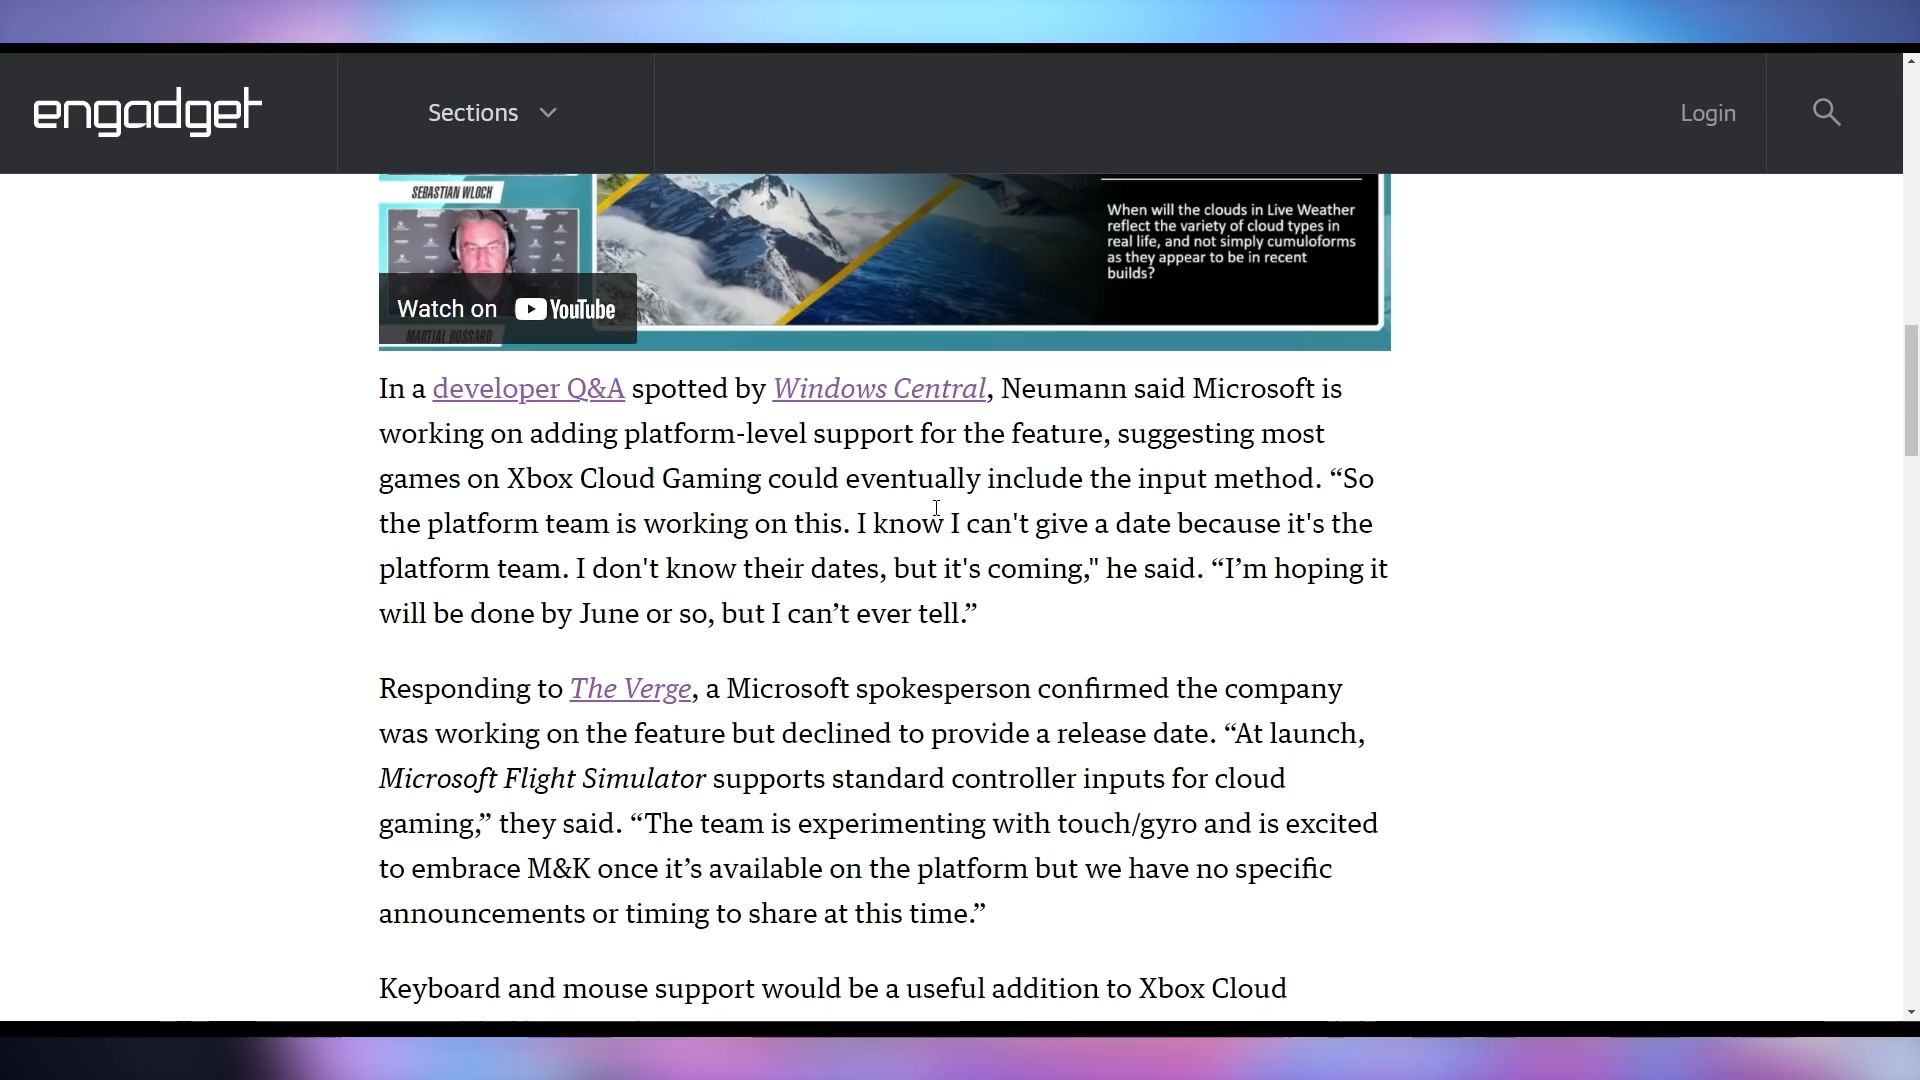 engadget
Sections
Login
SEBASTIAN WLOCH
When will the clouds in Live Weather
reflect the variety of cloud types in
real life, and not simply cumuloforms
as they appear to be in recent
builds?
Watch on YouTube
MARTIAL BOSSARD
In a developer Q&A spotted by Windows Central, Neumann said Microsoft is
working on adding platform-level support for the feature, suggesting most
games on Xbox Cloud Gaming could eventually include the input method. “So
the platform team is working on this. I know I can't give a date because it's the
platform team. I don't know their dates, but it's coming," he said. “I’m hoping it
will be done by June or so, but I can’t ever tell.”
Responding to The Verge, a Microsoft spokesperson confirmed the company
was working on the feature but declined to provide a release date. “At launch,
Microsoft Flight Simulator supports standard controller inputs for cloud
gaming,” they said. “The team is experimenting with touch/gyro and is excited
to embrace M&K once it’s available on the platform but we have no specific
announcements or timing to share at this time.”
Keyboard and mouse support would be a useful addition to Xbox Cloud